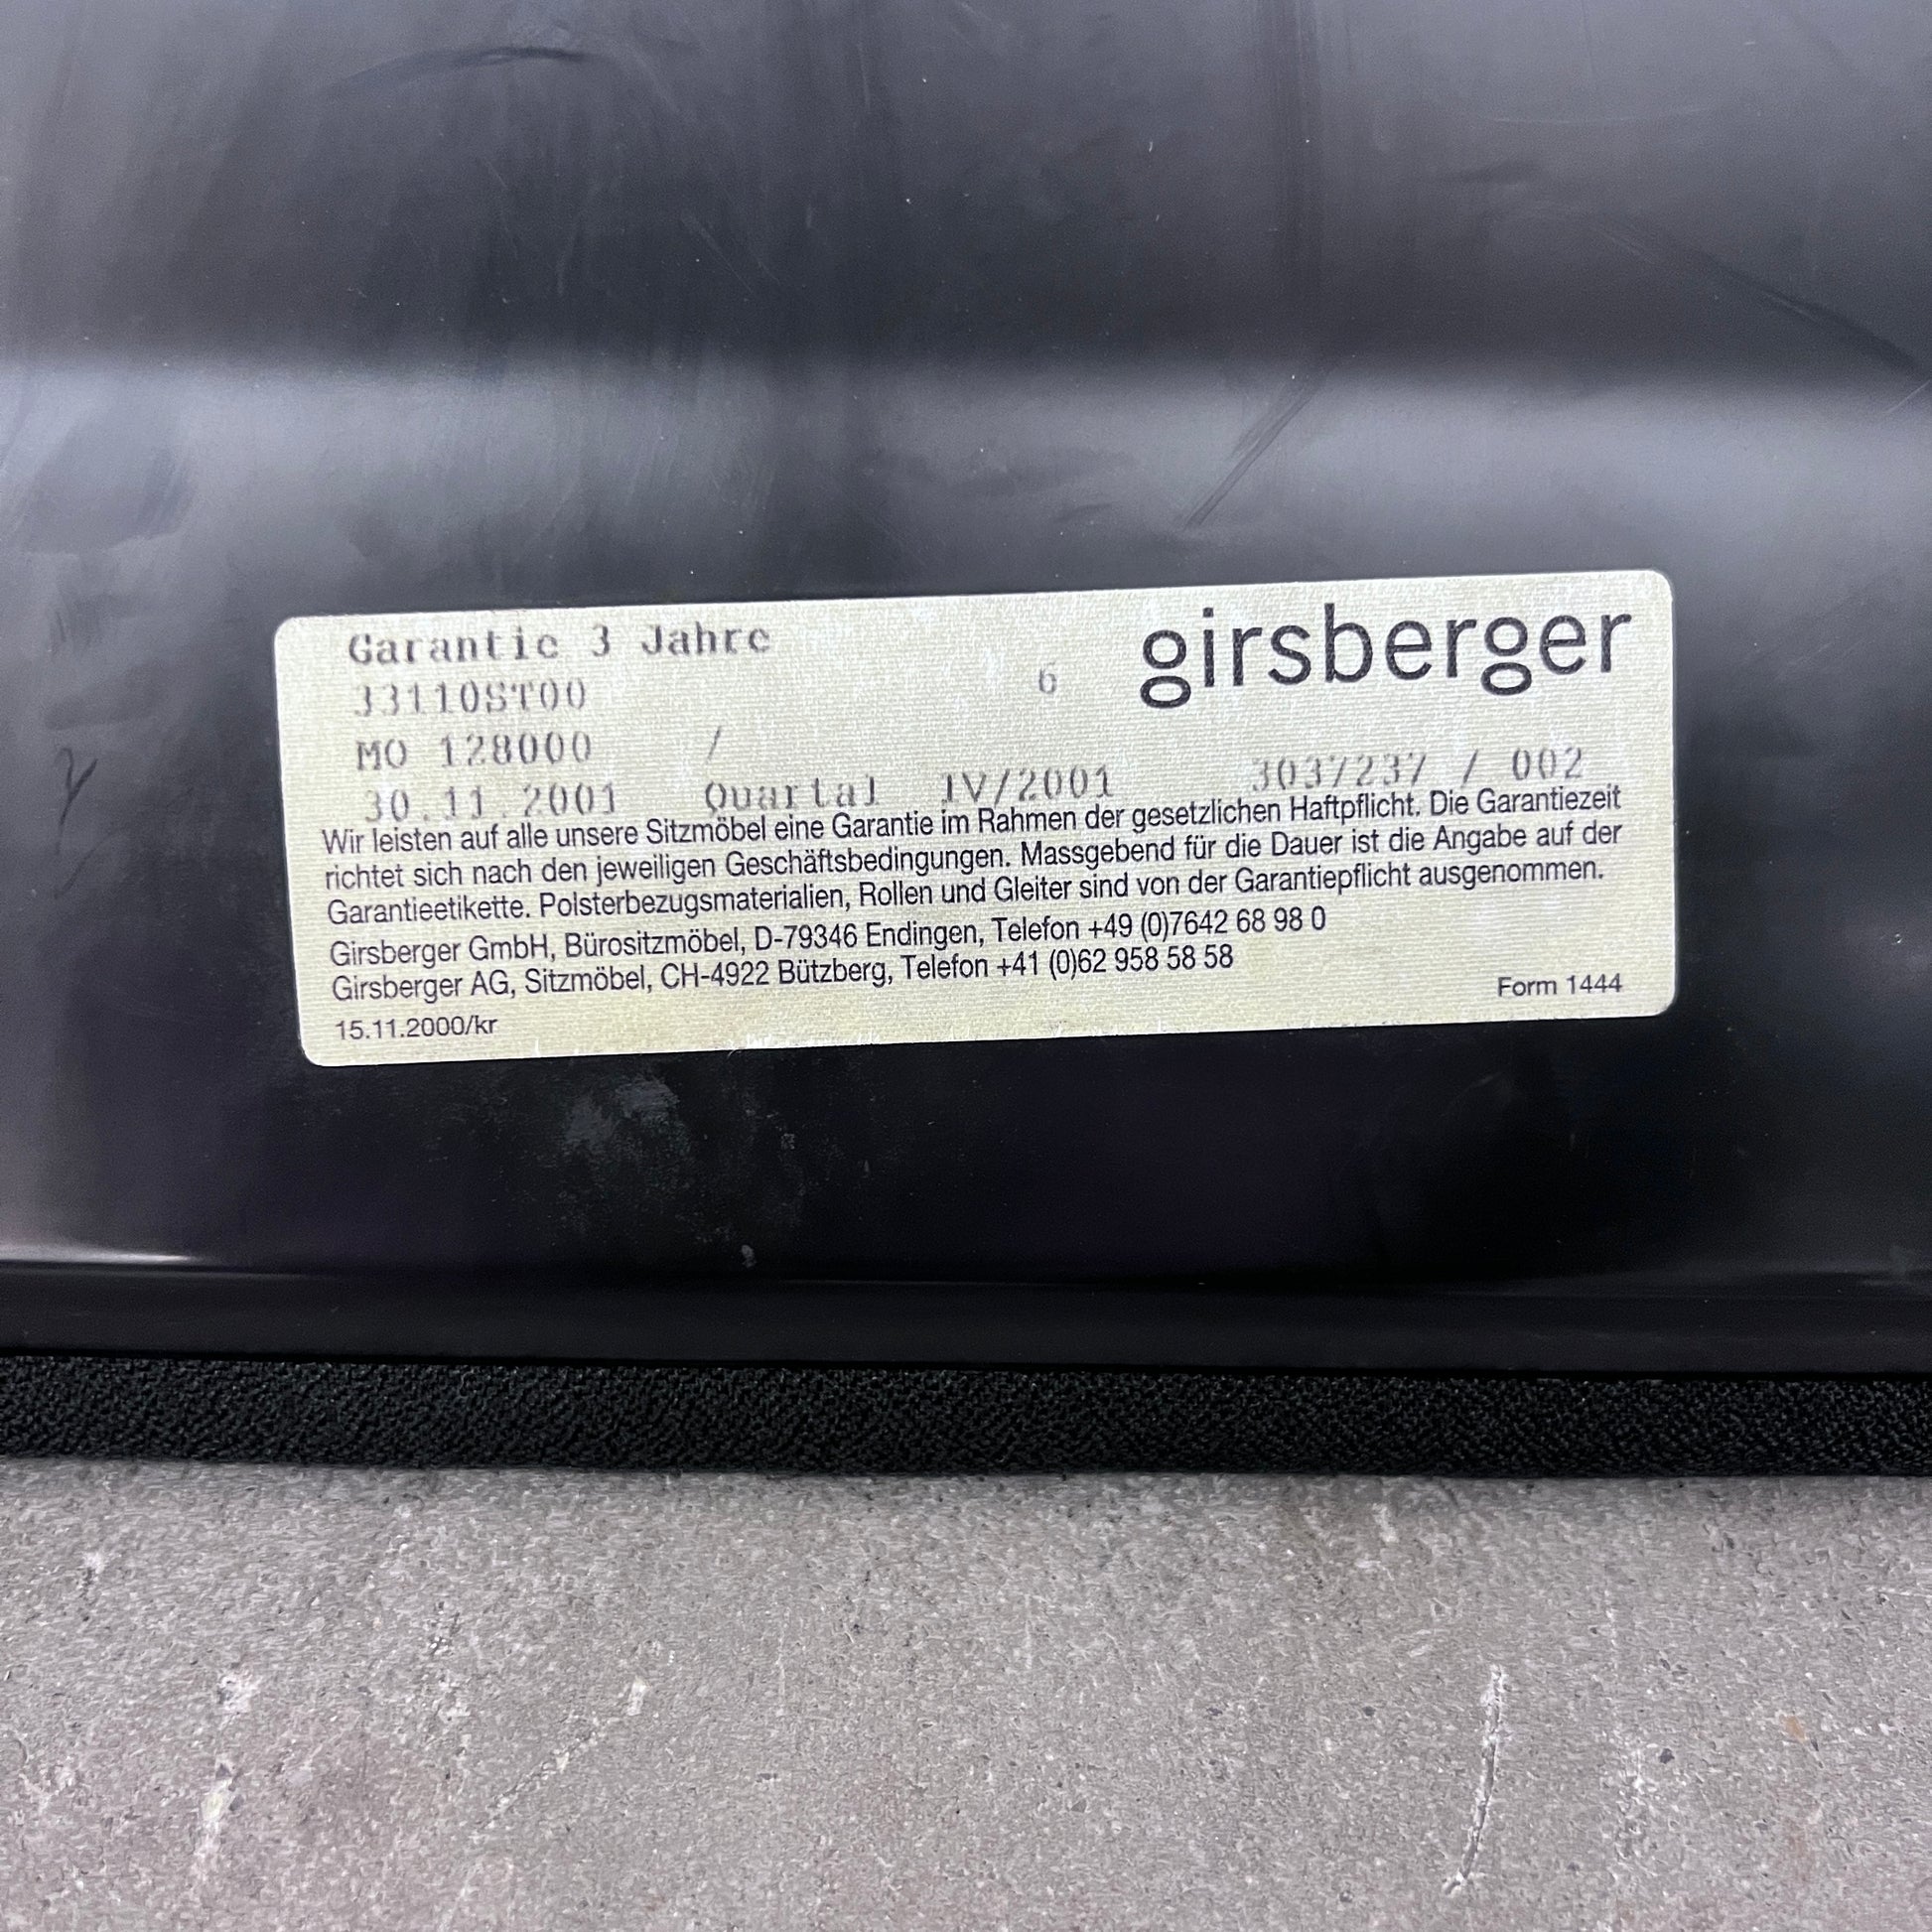 Garantie 3 Jahre
girsberger
33110ST00 6
MO 128000 /
30.11.2001 Quartal IV/2001 3037237 / 002
Wir leisten auf alle unsere Sitzmöbel eine Garantie im Rahmen der gesetzlichen Haftpflicht. Die Garantiezeit
richtet sich nach den jeweiligen Geschäftsbedingungen. Massgebend für die Dauer ist die Angabe auf der
Garantieetikette. Polsterbezugsmaterialien, Rollen und Gleiter sind von der Garantiepflicht ausgenommen.
Girsberger GmbH, Bürositzmöbel, D-79346 Endingen, Telefon +49 (0)7642 68 98 0
Girsberger AG, Sitzmöbel, CH-4922 Bützberg, Telefon +41 (0)62 958 58 58
15.11.2000/kr Form 1444